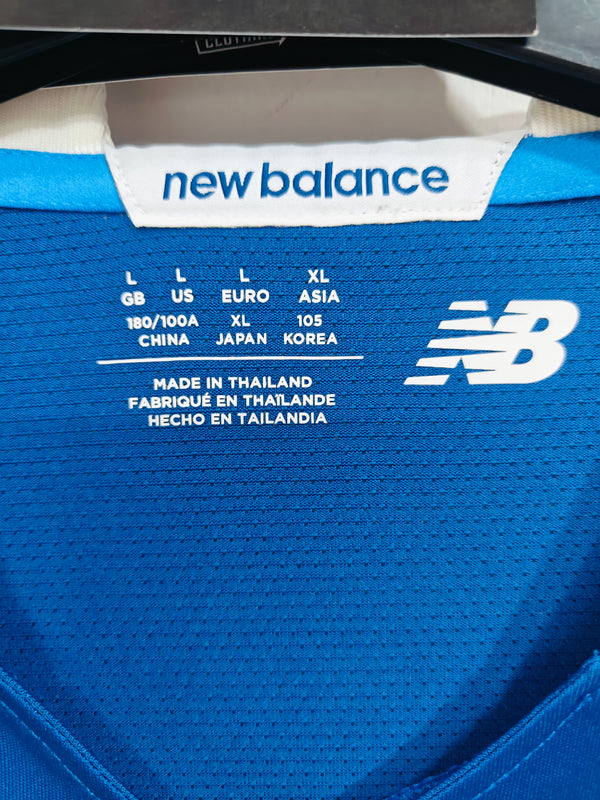 CLOTHING
new balance
L L L XL
GB US EURO ASIA
180/100A XL 105
CHINA JAPAN KOREA
MADE IN THAILAND
FABRIQUÉ EN THAÏLANDE
HECHO EN TAILANDIA
NB